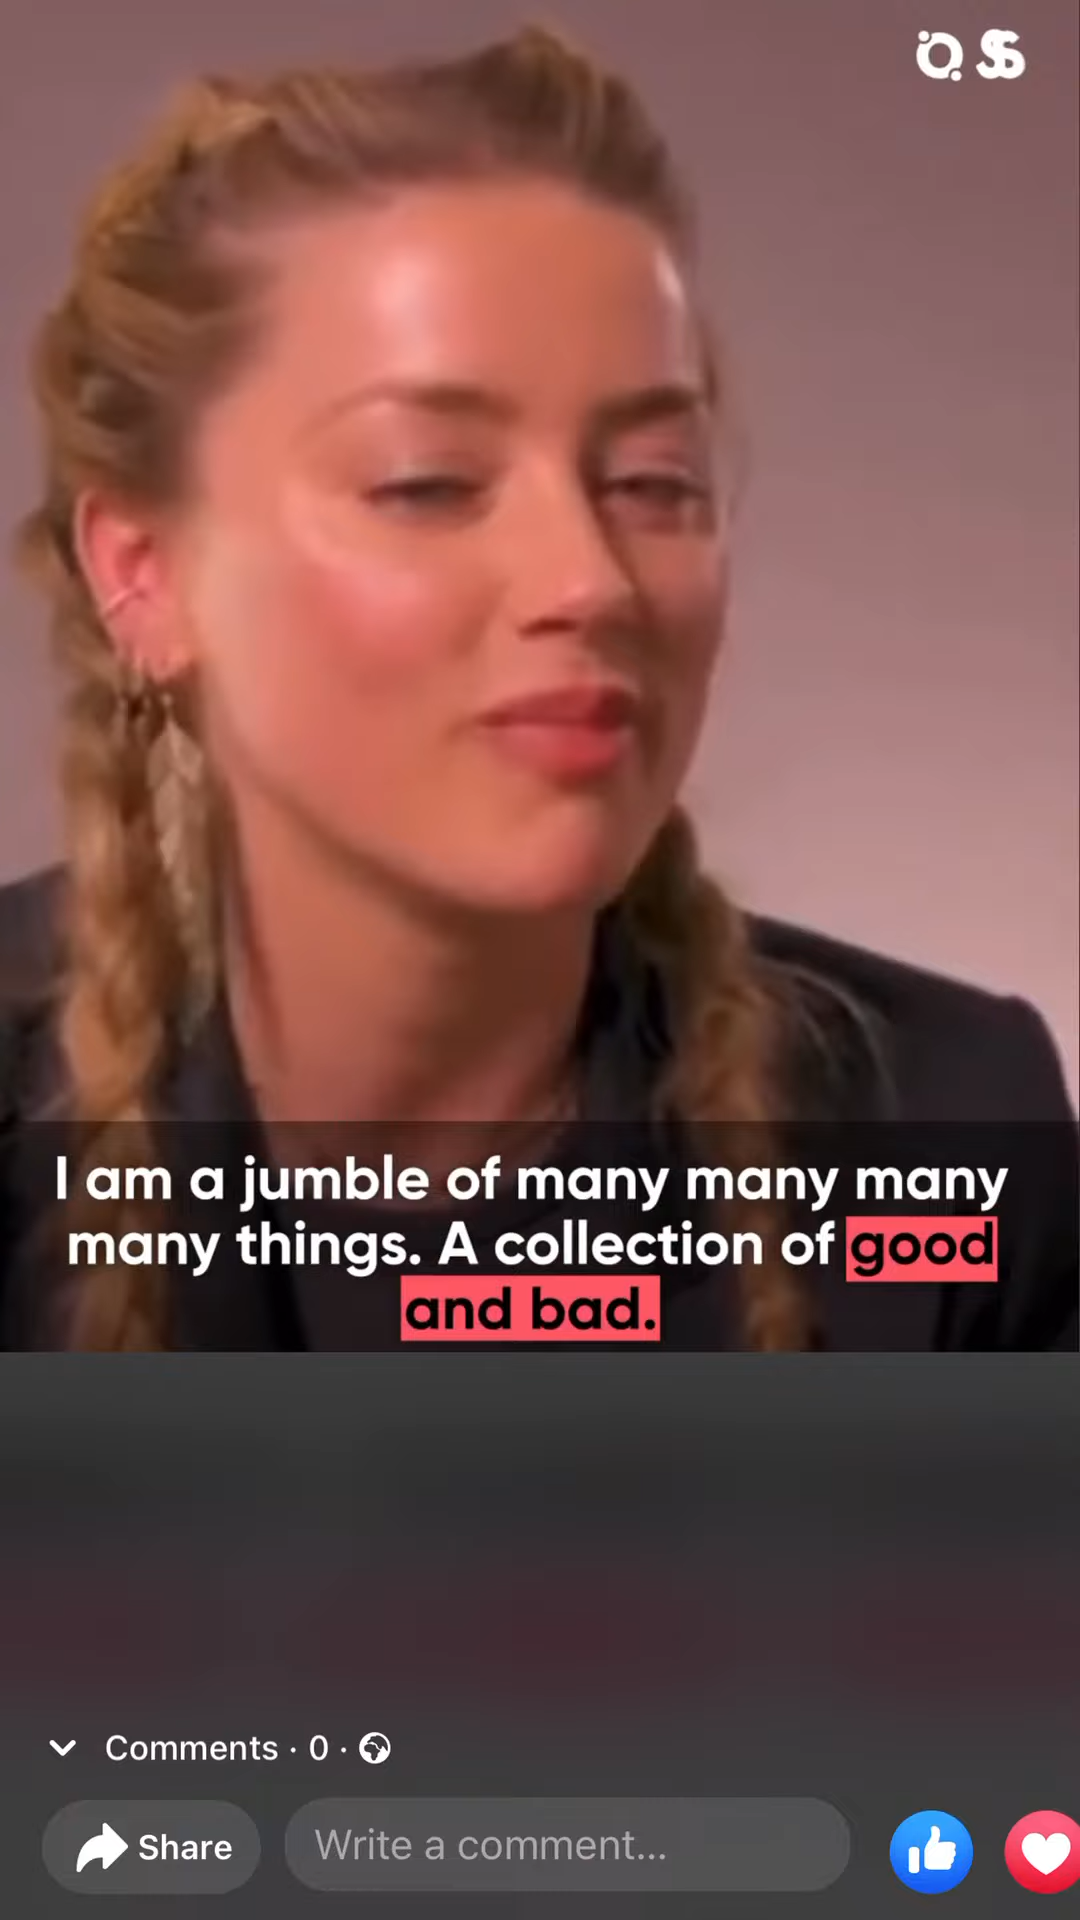 I am a jumble of many many many
many things. A collection of good
and bad.
Comments · 0 ·
Share
Write a comment...